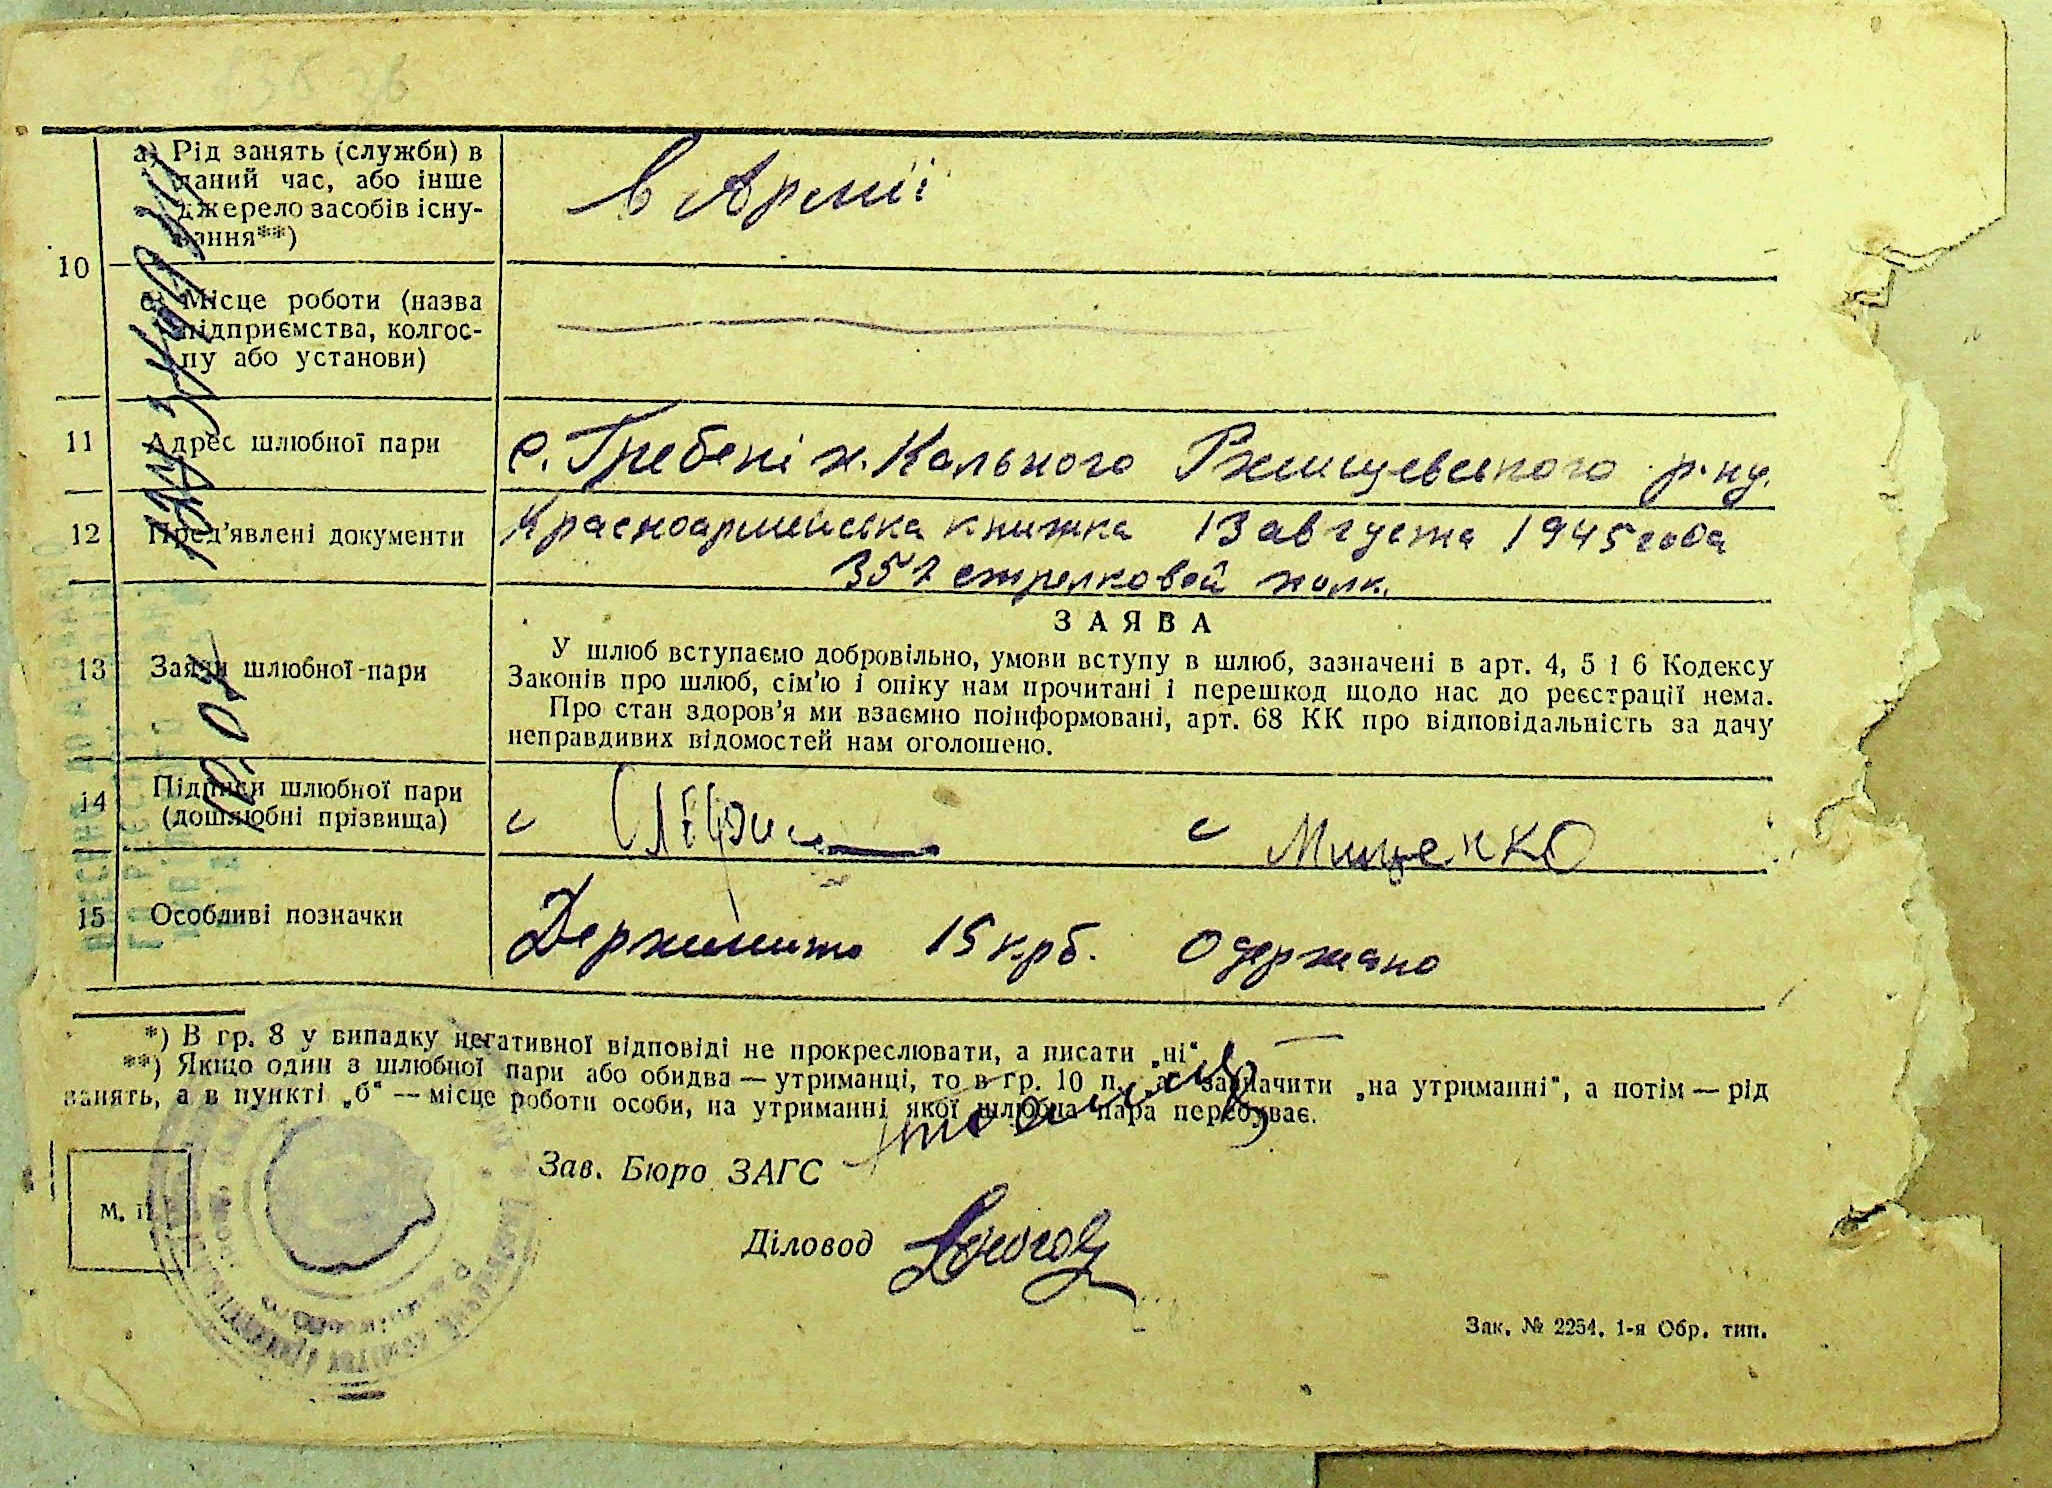 10
а) Рід занять (служби) в
даний час, або інше
джерело засобів існу-
вання**)
в Армії
б) Місце роботи (назва
підприємства, колгос-
пу або установи)
11 Адрес шлюбної пари
с. Гребені х. Кального Ржищевського р-ну.
12 Пред'явлені документи
Красноармейська книжка 13 августа 1945 года
357 стрелковей полк.
13 Заяви шлюбної пари
ЗАЯВА
У шлюб вступаємо добровільно, умови вступу в шлюб, зазначені в арт. 4, 5 і 6 Кодексу
Законів про шлюб, сім'ю і опіку нам прочитані і перешкод щодо нас до реєстрації нема.
Про стан здоров'я ми взаємно поінформовані, арт. 68 КК про відповідальність за дачу
неправдивих відомостей нам оголошено.
14 Підписи шлюбної пари
(дошлюбні прізвища)
Мищенко
15 Особливі позначки
Держмито 15 крб. Одержано
*) В гр. 8 у випадку негативної відповіді не прокреслювати, а писати „ні“
**) Якщо один з шлюбної пари або обидва — утриманці, то в гр. 10 п. „а“ зазначити „на утриманні“, а потім — рід
занять, а в пункті „б“ — місце роботи особи, на утриманні якої шлюбна пара перебуває.
Зав. Бюро ЗАГС
М. П.
Діловод
Зак. № 2254. 1-я Обр. тип.